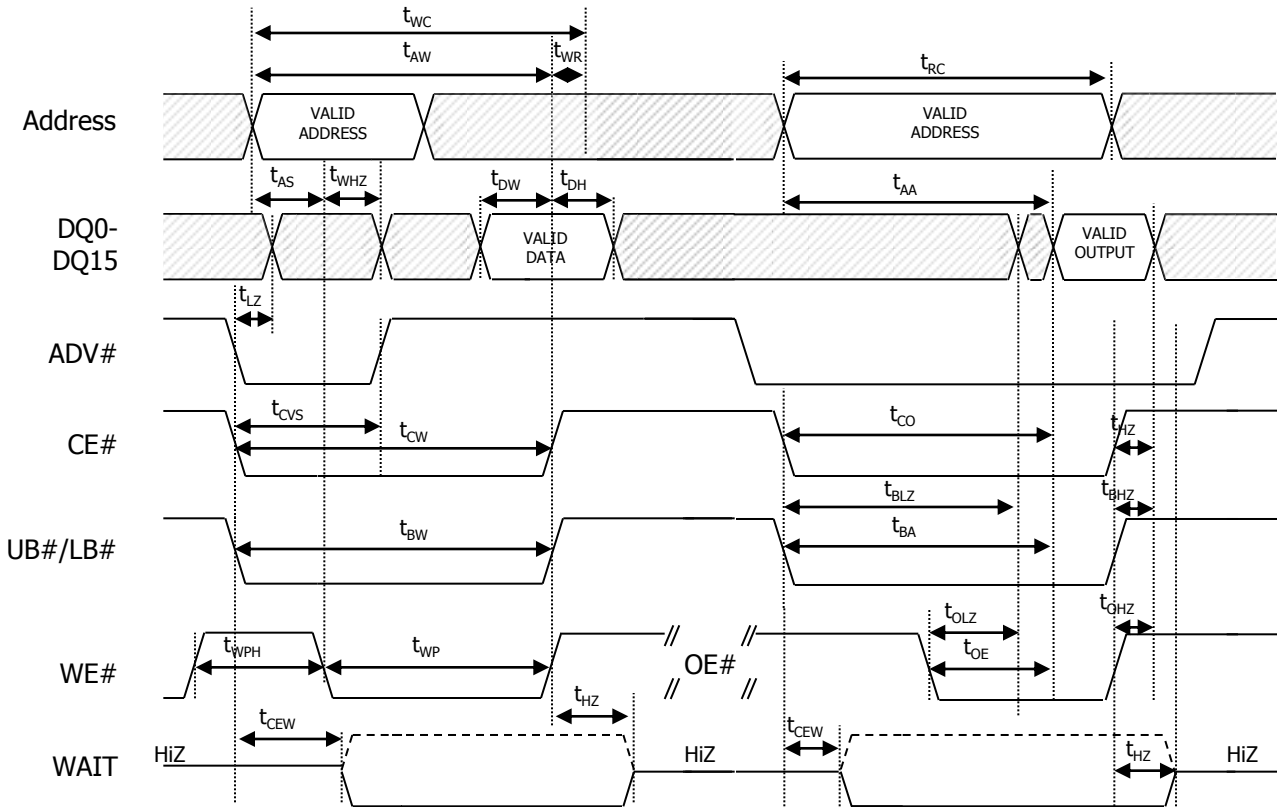 tWC
tAW
tWR
tRC
Address
VALID
ADDRESS
VALID
ADDRESS
tAS
tWHZ
tDW
tDH
tAA
DQ0-
DQ15
VALID
DATA
VALID
OUTPUT
tLZ
ADV#
tCVS
tCW
tCO
tHZ
CE#
tBLZ
tBHZ
tBW
tBA
UB#/LB#
tOLZ
tOHZ
tWPH
tWP
//
//
OE#
tOE
WE#
//
//
tHZ
tCEW
tCEW
HiZ
HiZ
tHZ
HiZ
WAIT